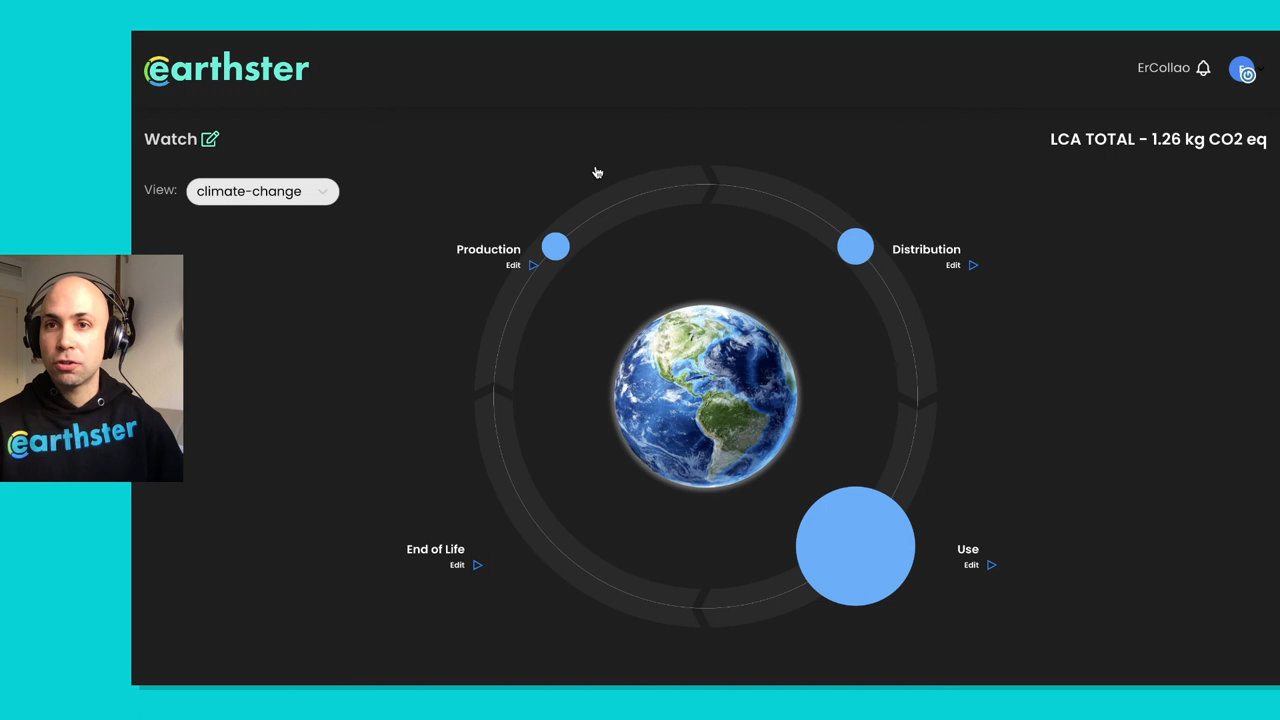 earthster
ErCollao
Watch
LCA TOTAL - 1.26 kg CO2 eq
View: climate-change
Production
Edit
Distribution
Edit
earthster
End of Life
Edit
Use
Edit